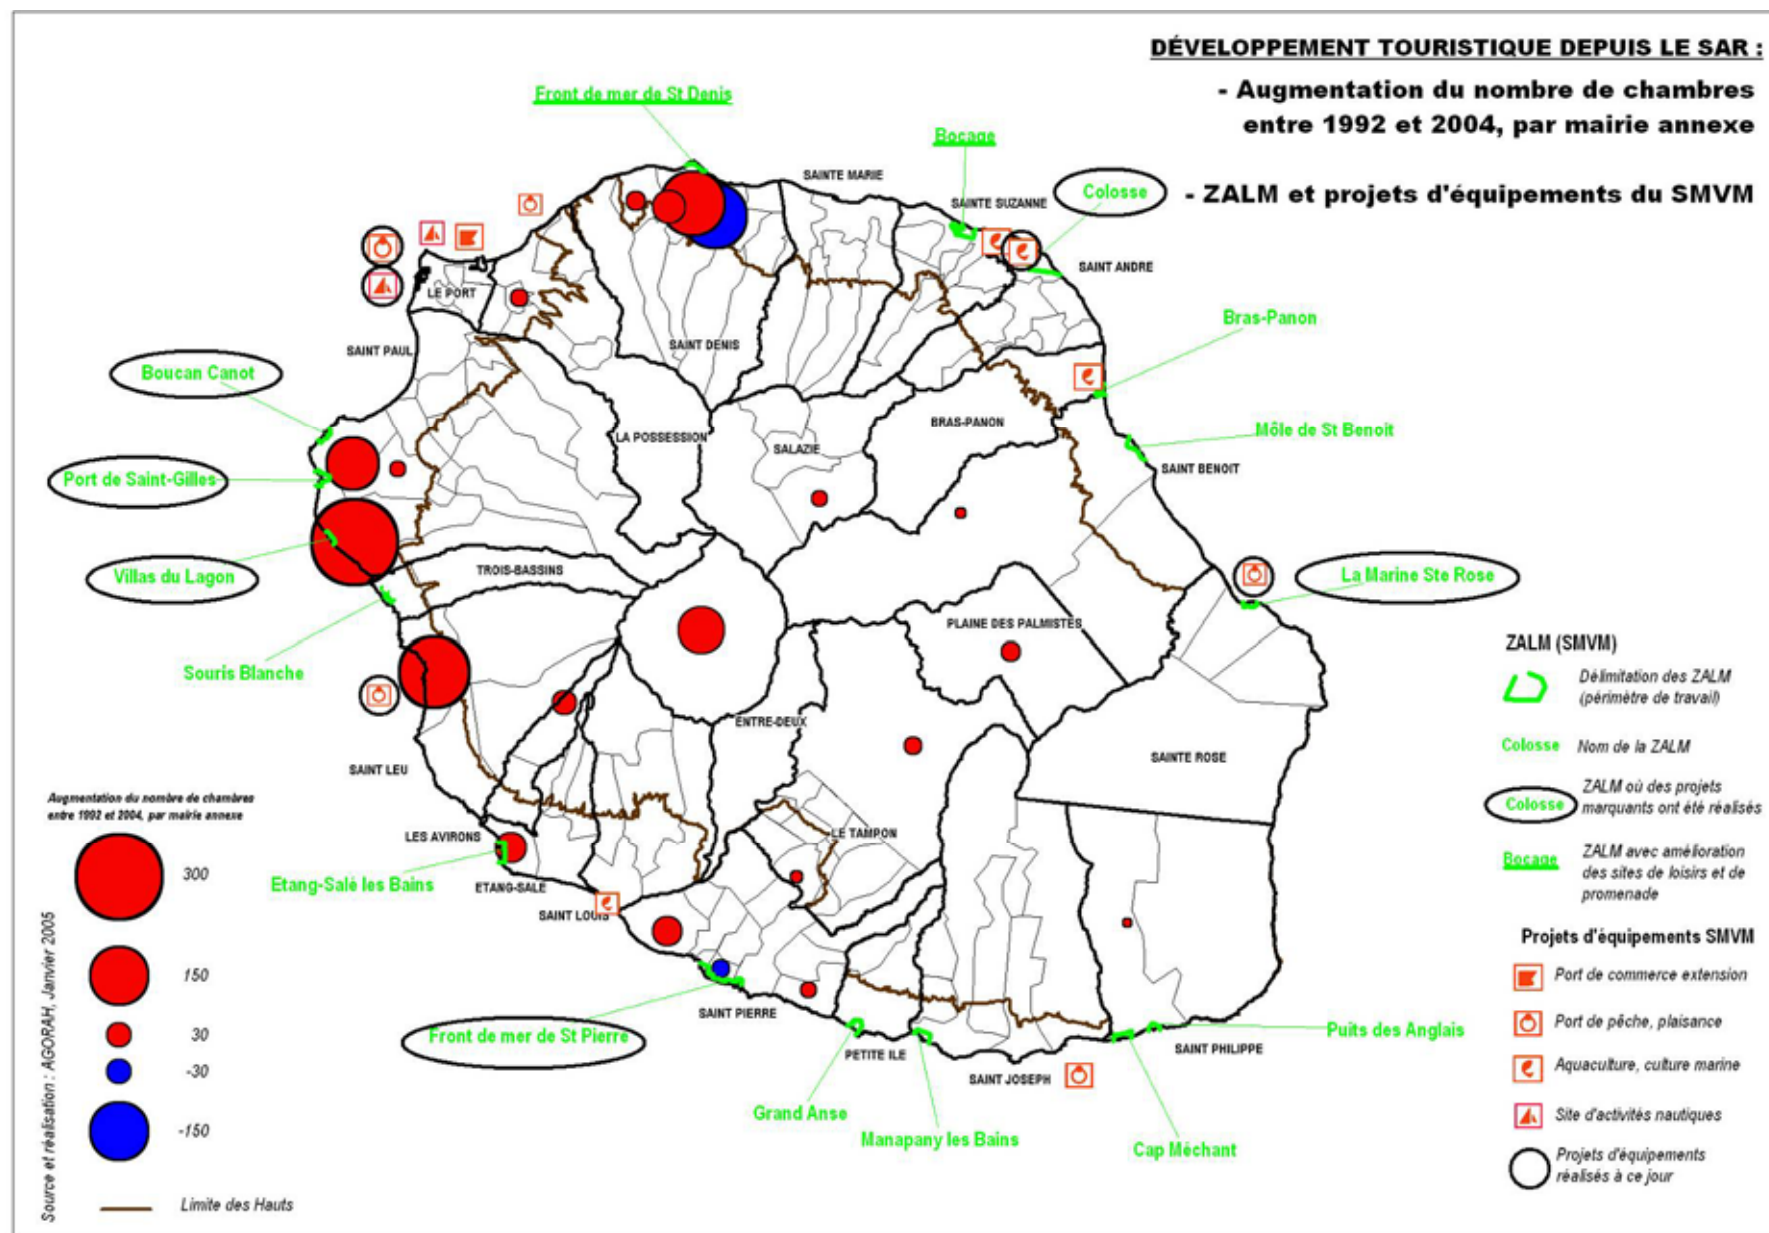 DÉVELOPPEMENT TOURISTIQUE DEPUIS LE SAR :
- Augmentation du nombre de chambres
entre 1992 et 2004, par mairie annexe
- ZALM et projets d'équipements du SMVM
Front de mer de St Denis
Bocage
Colosse
SAINTE MARIE
SAINTE SUZANNE
SAINT ANDRE
LE PORT
SAINT PAUL
SAINT DENIS
Bras-Panon
Boucan Canot
LA POSSESSION
SALAZIE
BRAS-PANON
Môle de St Benoit
SAINT BENOIT
Port de Saint-Gilles
Villas du Lagon
TROIS-BASSINS
La Marine Ste Rose
PLAINE DES PALMISTES
Souris Blanche
ENTRE-DEUX
SAINTE ROSE
SAINT LEU
LES AVIRONS
LE TAMPON
Etang-Salé les Bains
ETANG-SALE
SAINT LOUIS
SAINT PIERRE
Front de mer de St Pierre
PETITE ILE
SAINT JOSEPH
SAINT PHILIPPE
Puits des Anglais
Grand Anse
Manapany les Bains
Cap Méchant
Augmentation du nombre de chambres
entre 1992 et 2004, par mairie annexe
300
150
30
-30
-150
Limite des Hauts
Source et réalisation : AGORAH, Janvier 2005
ZALM (SMVM)
Délimitation des ZALM
(périmètre de travail)
Colosse Nom de la ZALM
Colosse ZALM où des projets
marquants ont été réalisés
Bocage ZALM avec amélioration
des sites de loisirs et de
promenade
Projets d'équipements SMVM
Port de commerce extension
Port de pêche, plaisance
Aquaculture, culture marine
Site d'activités nautiques
Projets d'équipements
réalisés à ce jour